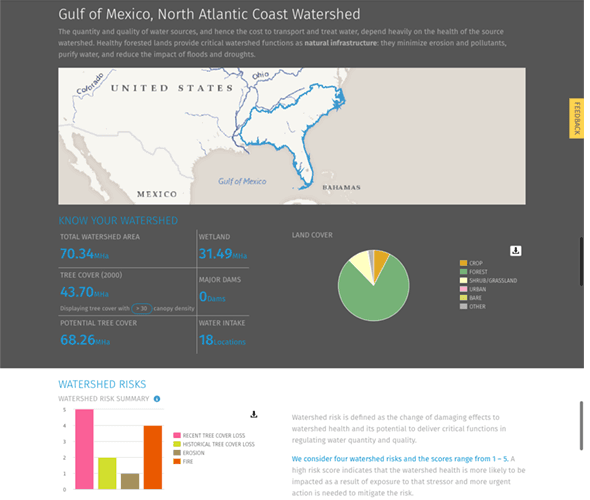 Gulf of Mexico, North Atlantic Coast Watershed
The quantity and quality of water sources, and hence the cost to transport and treat water, depend heavily on the health of the source
watershed. Healthy forested lands provide critical watershed functions as natural infrastructure: they minimize erosion and pollutants,
purify water, and reduce the impact of floods and droughts.
Colorado
Ohio
UNITED STATES
Gulf of Mexico
MEXICO
BAHAMAS
FEEDBACK
KNOW YOUR WATERSHED
TOTAL WATERSHED AREA
70.34MHa
WETLAND
31.49MHa
TREE COVER (2000)
43.70MHa
Displaying tree cover with > 30 canopy density
MAJOR DAMS
0Dams
POTENTIAL TREE COVER
68.26MHa
WATER INTAKE
18Locations
LAND COVER
CROP
FOREST
SHRUB/GRASSLAND
URBAN
BARE
OTHER
WATERSHED RISKS
WATERSHED RISK SUMMARY i
5
4
3
2
1
0
RECENT TREE COVER LOSS
HISTORICAL TREE COVER LOSS
EROSION
FIRE
Watershed risk is defined as the change of damaging effects to
watershed health and its potential to deliver critical functions in
regulating water quantity and quality.
We consider four watershed risks and the scores range from 1 – 5. A
high risk score indicates that the watershed health is more likely to be
impacted as a result of exposure to that stressor and more urgent
action is needed to mitigate the risk.